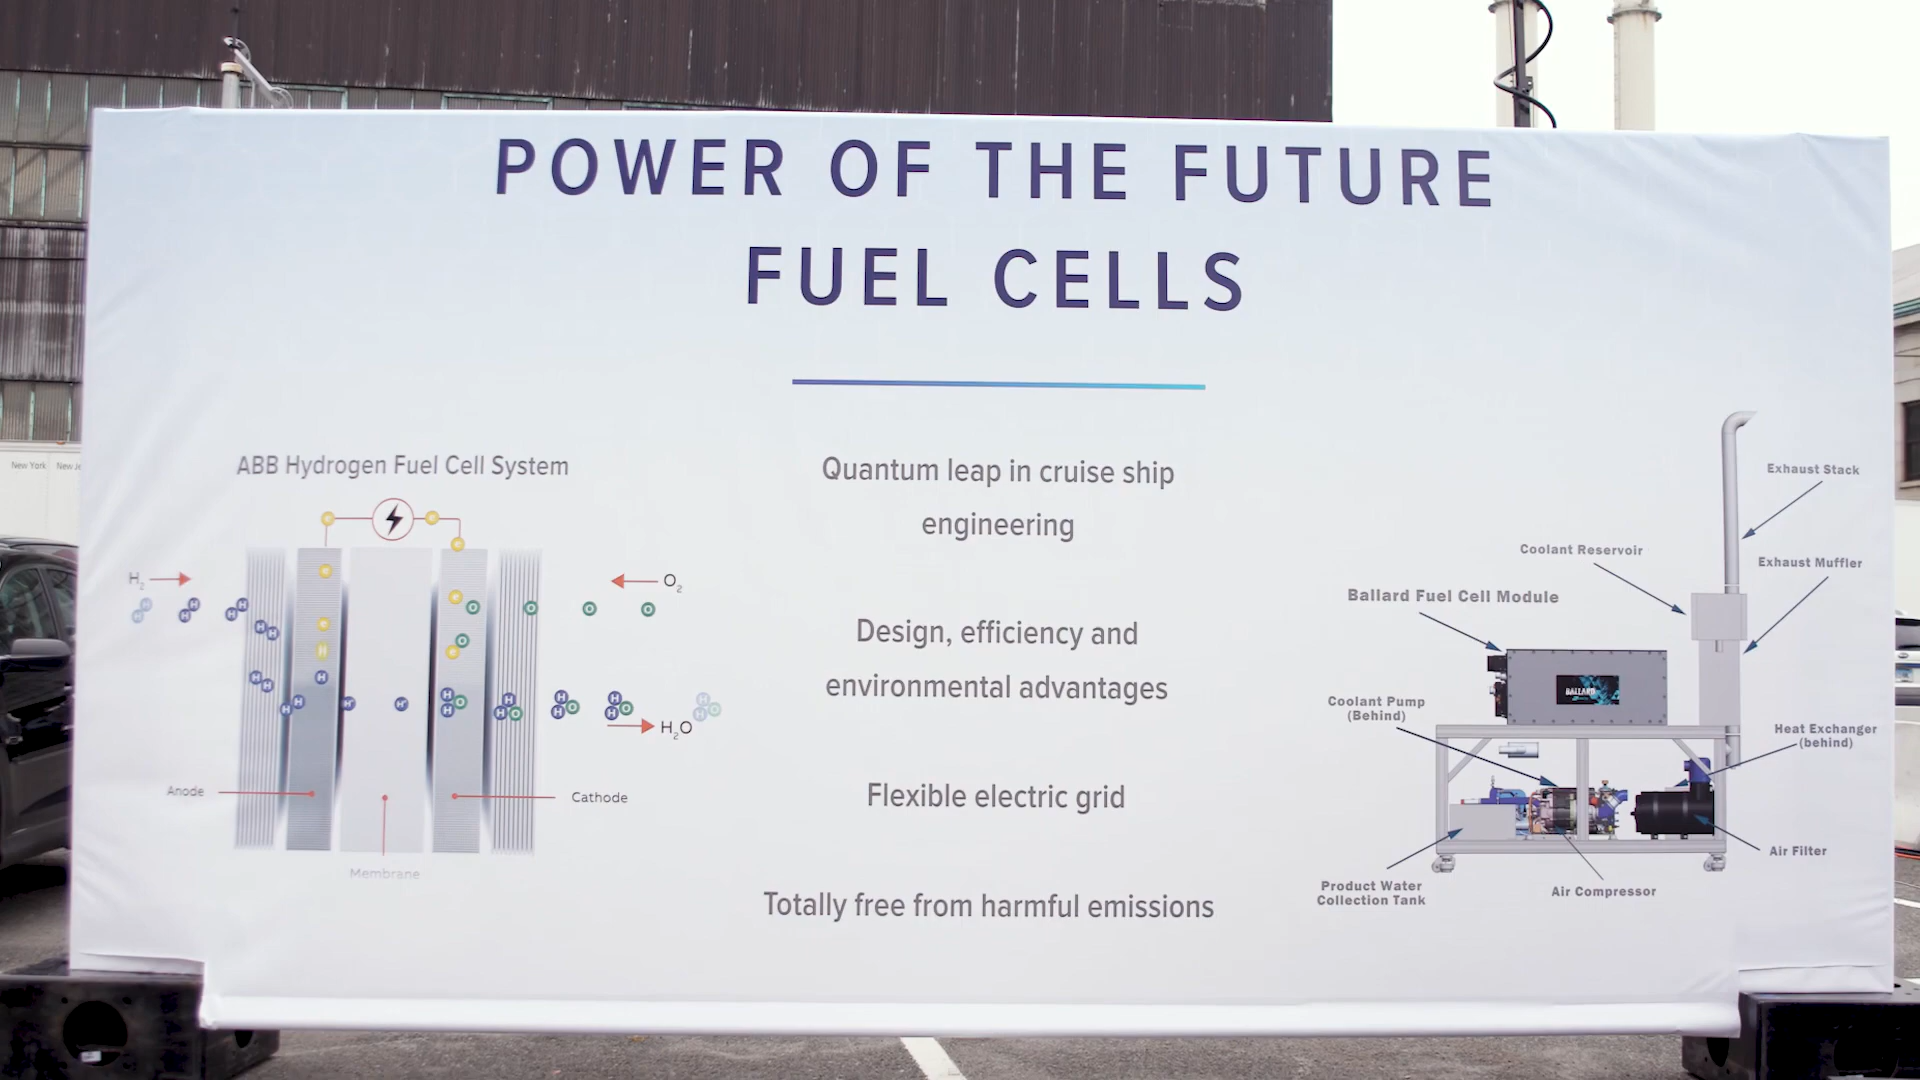 POWER OF THE FUTURE
FUEL CELLS
New York
ABB Hydrogen Fuel Cell System
H2
O2
H2O
Anode
Cathode
Membrane
Quantum leap in cruise ship
engineering
Design, efficiency and
environmental advantages
Flexible electric grid
Totally free from harmful emissions
Exhaust Stack
Coolant Reservoir
Exhaust Muffler
Ballard Fuel Cell Module
BALLARD
Coolant Pump
(Behind)
Heat Exchanger
(behind)
Air Filter
Product Water
Collection Tank
Air Compressor